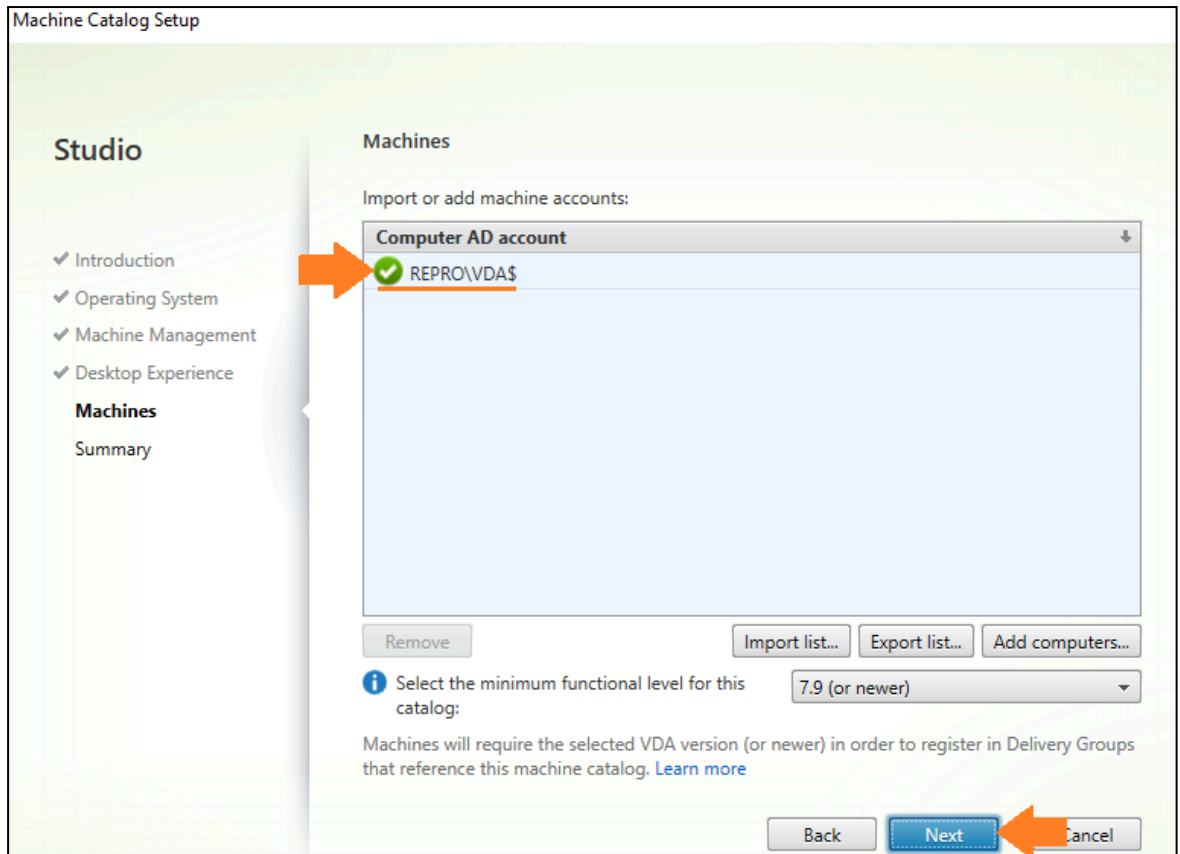 Machine Catalog Setup
Studio
Introduction
Operating System
Machine Management
Desktop Experience
Machines
Summary
Machines
Import or add machine accounts:
Computer AD account
REPRO\VDA$
Remove
Import list...
Export list...
Add computers...
Select the minimum functional level for this
catalog:
7.9 (or newer)
Machines will require the selected VDA version (or newer) in order to register in Delivery Groups
that reference this machine catalog. Learn more
Back
Next
Cancel